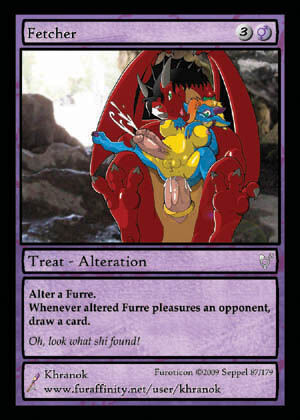 Fetcher 3
Treat - Alteration
Alter a Furre.
Whenever altered Furre pleasures an opponent,
draw a card.
Oh, look what shi found!
Khranok
Furoticon ©2009 Seppel 87/179
www.furaffinity.net/user/khranok